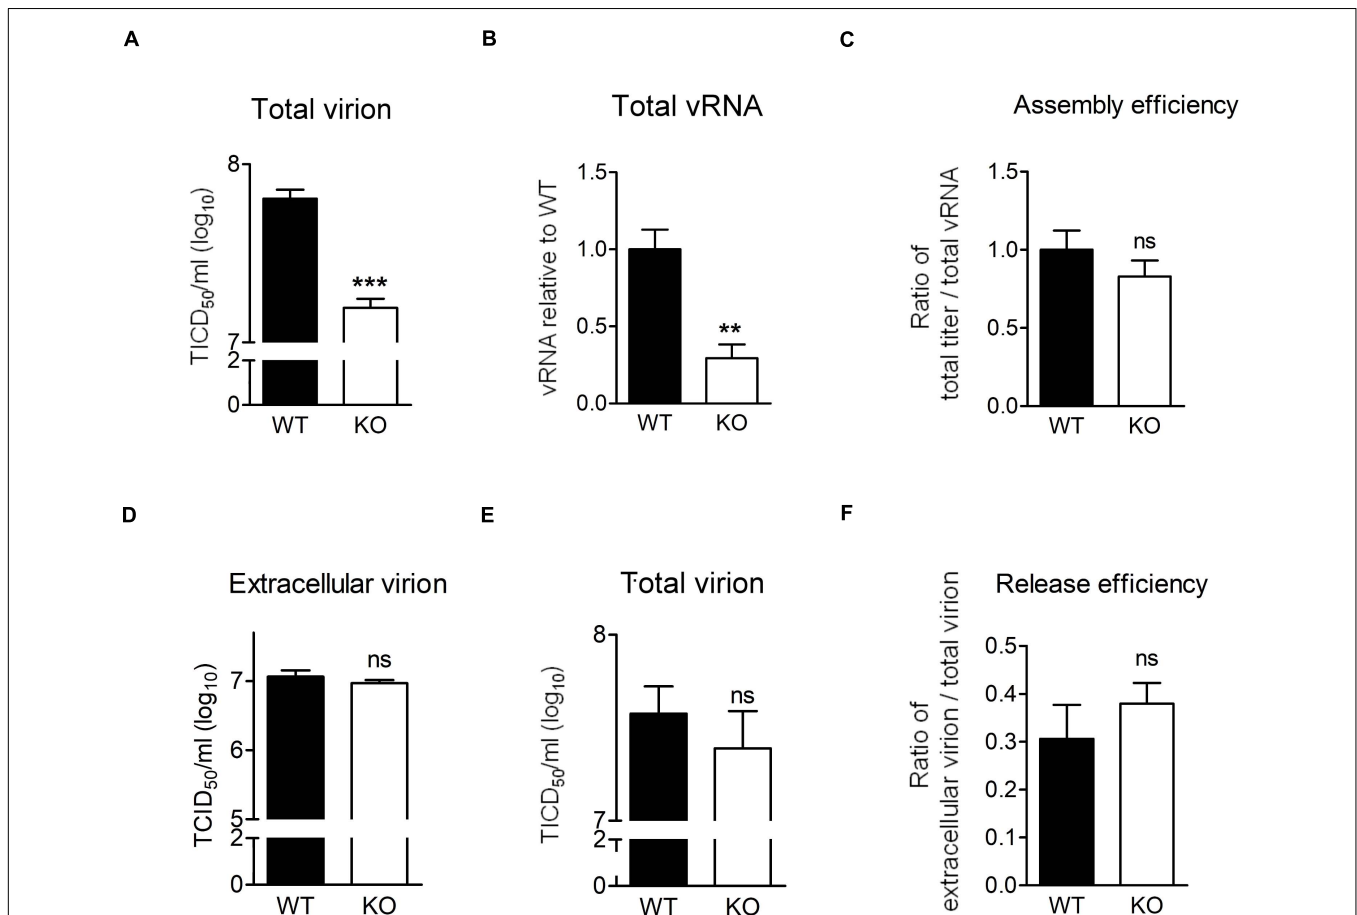 A
Total virion
TICD50/ml (log10)
8
7
2
0
***
WT
KO
B
Total vRNA
vRNA relative to WT
1.5
1.0
0.5
0.0
**
WT
KO
C
Assembly efficiency
Ratio of
total titer / total vRNA
1.5
1.0
0.5
0.0
ns
WT
KO
D
Extracellular virion
TCID50/ml (log10)
7
6
5
2
0
ns
WT
KO
E
Total virion
TICD50/ml (log10)
8
7
2
0
ns
WT
KO
F
Release efficiency
Ratio of
extracellular virion / total virion
0.5
0.4
0.3
0.2
0.1
0.0
ns
WT
KO